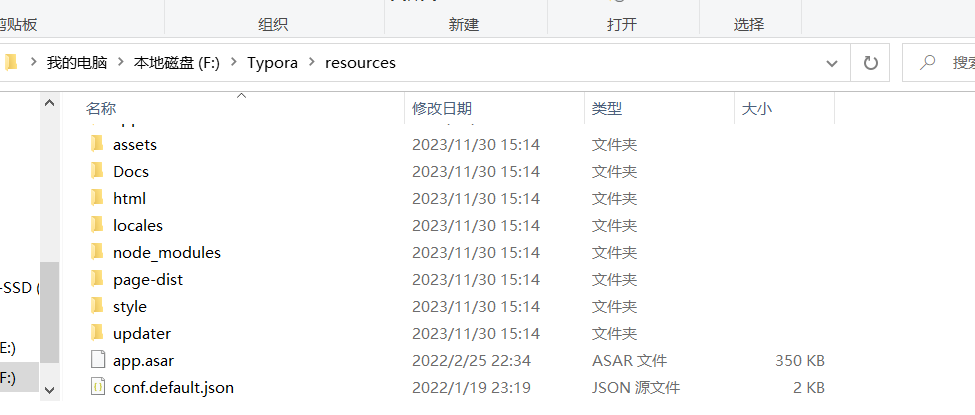 剪贴板 组织 新建 打开 选择
我的电脑 本地磁盘 (F:) Typora resources 搜索
名称 修改日期 类型 大小
assets 2023/11/30 15:14 文件夹
Docs 2023/11/30 15:14 文件夹
html 2023/11/30 15:14 文件夹
locales 2023/11/30 15:14 文件夹
node_modules 2023/11/30 15:14 文件夹
page-dist 2023/11/30 15:14 文件夹
-SSD ( style 2023/11/30 15:14 文件夹
updater 2023/11/30 15:14 文件夹
E:) app.asar 2022/2/25 22:34 ASAR 文件 350 KB
F:) conf.default.json 2022/1/19 23:19 JSON 源文件 2 KB